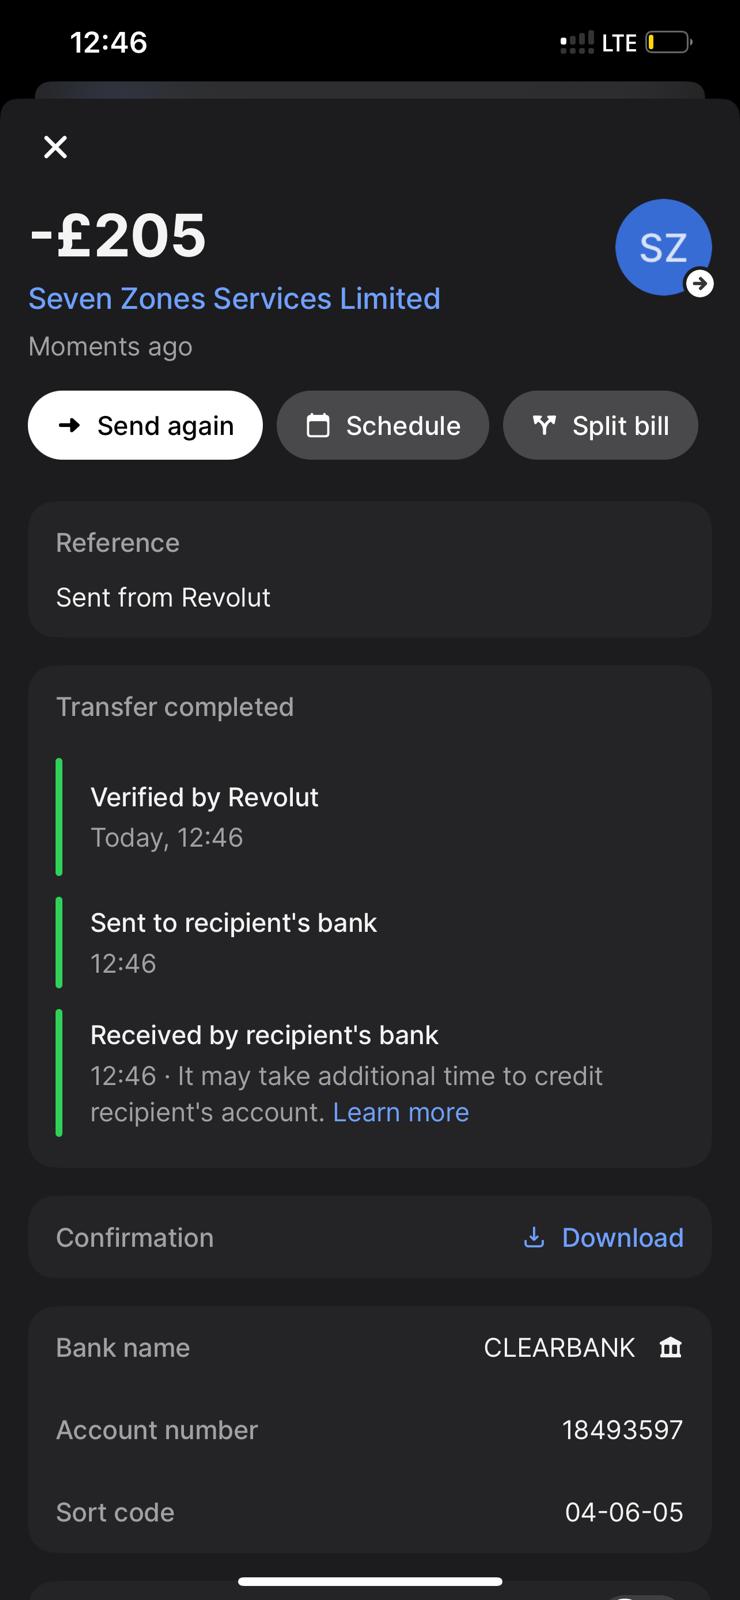 12:46
LTE
-£205
SZ
Seven Zones Services Limited
Moments ago
Send again
Schedule
Split bill
Reference
Sent from Revolut
Transfer completed
Verified by Revolut
Today, 12:46
Sent to recipient's bank
12:46
Received by recipient's bank
12:46 · It may take additional time to credit
recipient's account. Learn more
Confirmation
Download
Bank name
CLEARBANK
Account number
18493597
Sort code
04-06-05